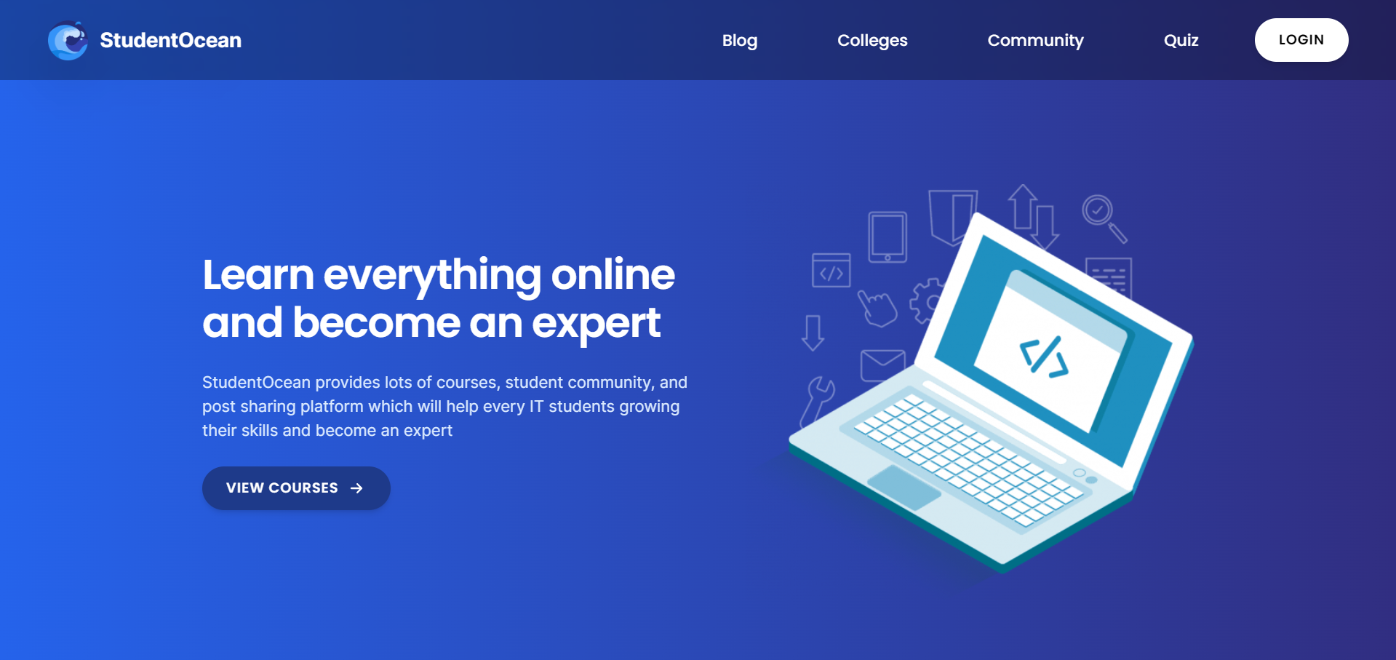 StudentOcean
Blog
Colleges
Community
Quiz
LOGIN
Learn everything online
and become an expert
StudentOcean provides lots of courses, student community, and
post sharing platform which will help every IT students growing
their skills and become an expert
VIEW COURSES →
</>
</>